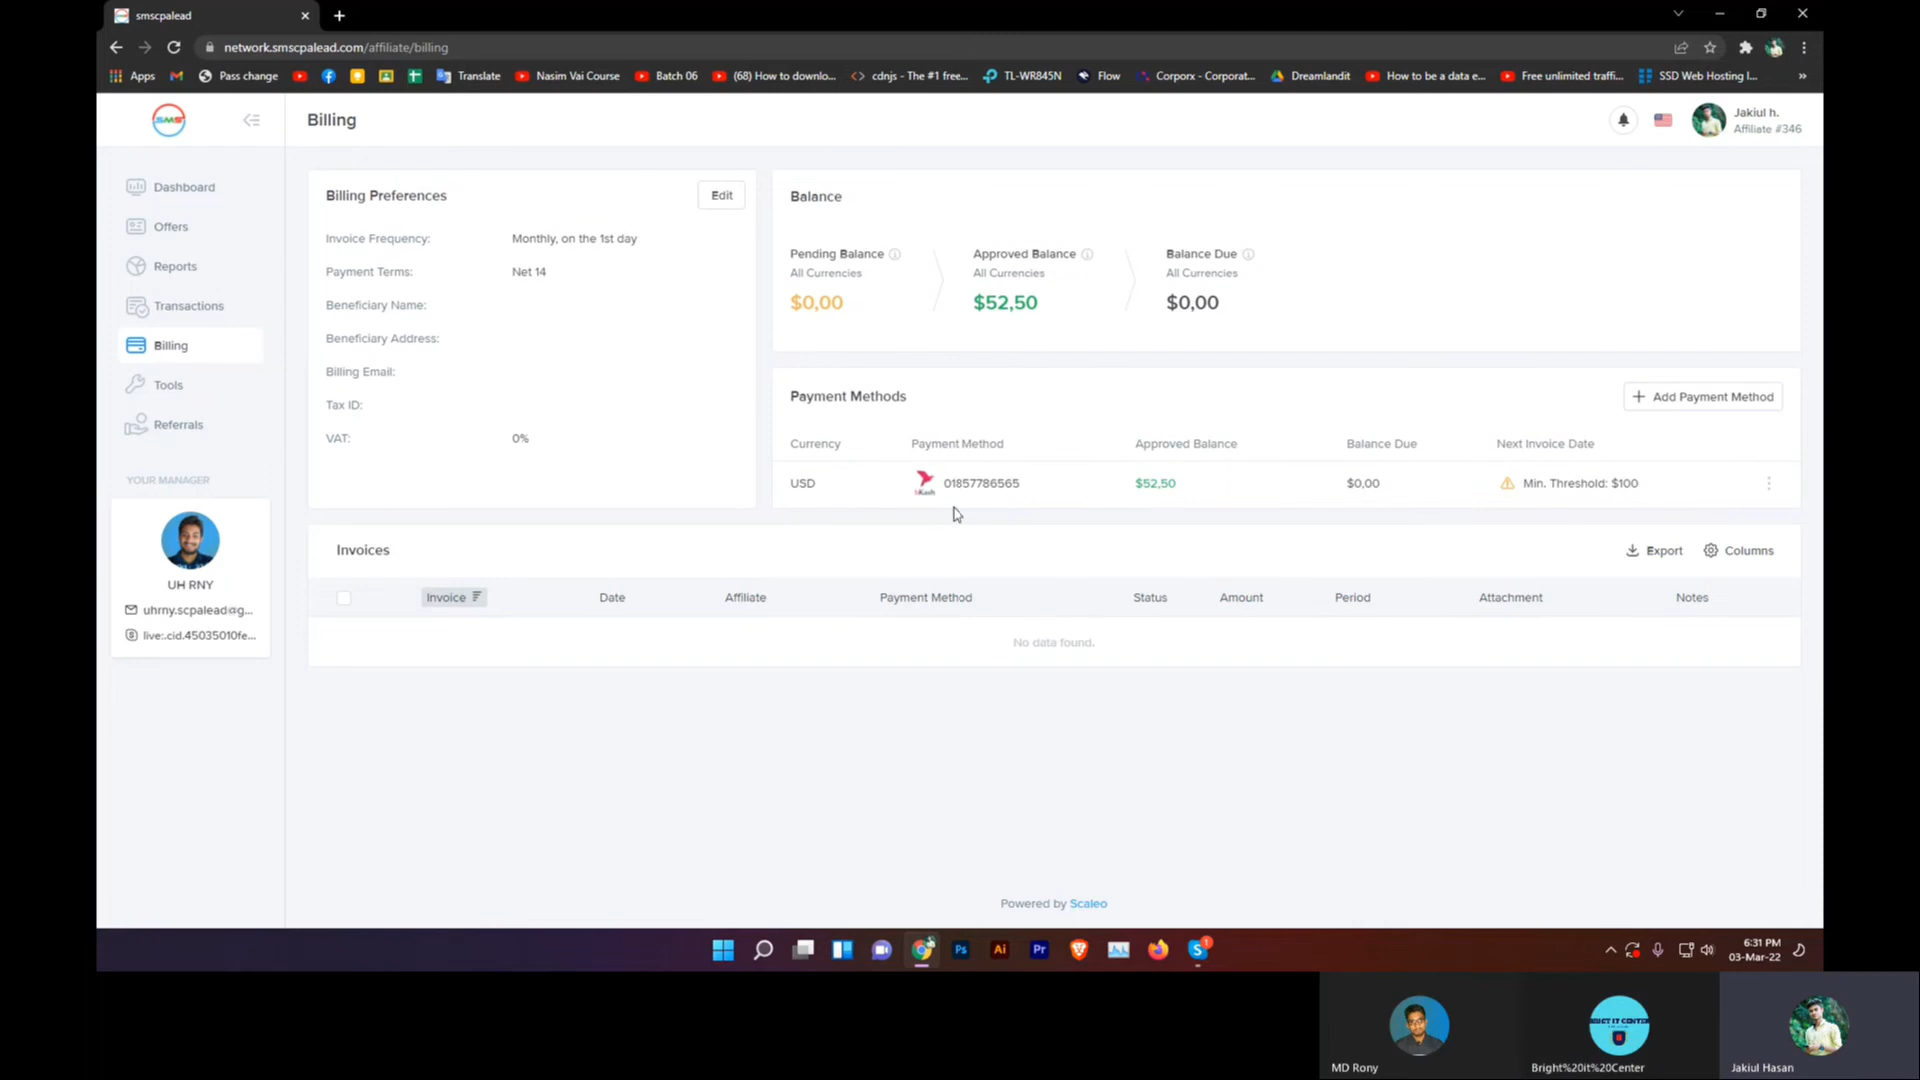 smscpalead
network.smscpalead.com/affiliate/billing
Apps
Pass change
Translate
Nasim Vai Course
Batch 06
(68) How to downlo...
cdnjs - The #1 free...
TL-WR845N
Flow
Corporx - Corporat...
Dreamlandit
How to be a data e...
Free unlimited traffi...
SSD Web Hosting I...
»
SMS
Billing
Jakiul h.
Affiliate #346
Dashboard
Offers
Reports
Transactions
Billing
Tools
Referrals
YOUR MANAGER
UH RNY
uhrny.scpalead@g...
live:.cid.45035010fe...
Billing Preferences
Edit
Invoice Frequency: Monthly, on the 1st day
Payment Terms: Net 14
Beneficiary Name:
Beneficiary Address:
Billing Email:
Tax ID:
VAT: 0%
Balance
Pending Balance
All Currencies
$0,00
Approved Balance
All Currencies
$52,50
Balance Due
All Currencies
$0,00
Payment Methods
+ Add Payment Method
Currency Payment Method Approved Balance Balance Due Next Invoice Date
USD bKash 01857786565 $52,50 $0,00 Min. Threshold: $100
Invoices
Export Columns
Invoice Date Affiliate Payment Method Status Amount Period Attachment Notes
No data found.
Powered by Scaleo
Ps
Ai
Pr
S
1
6:31 PM
03-Mar-22
MD Rony
Bright%20it%20Center
Jakiul Hasan